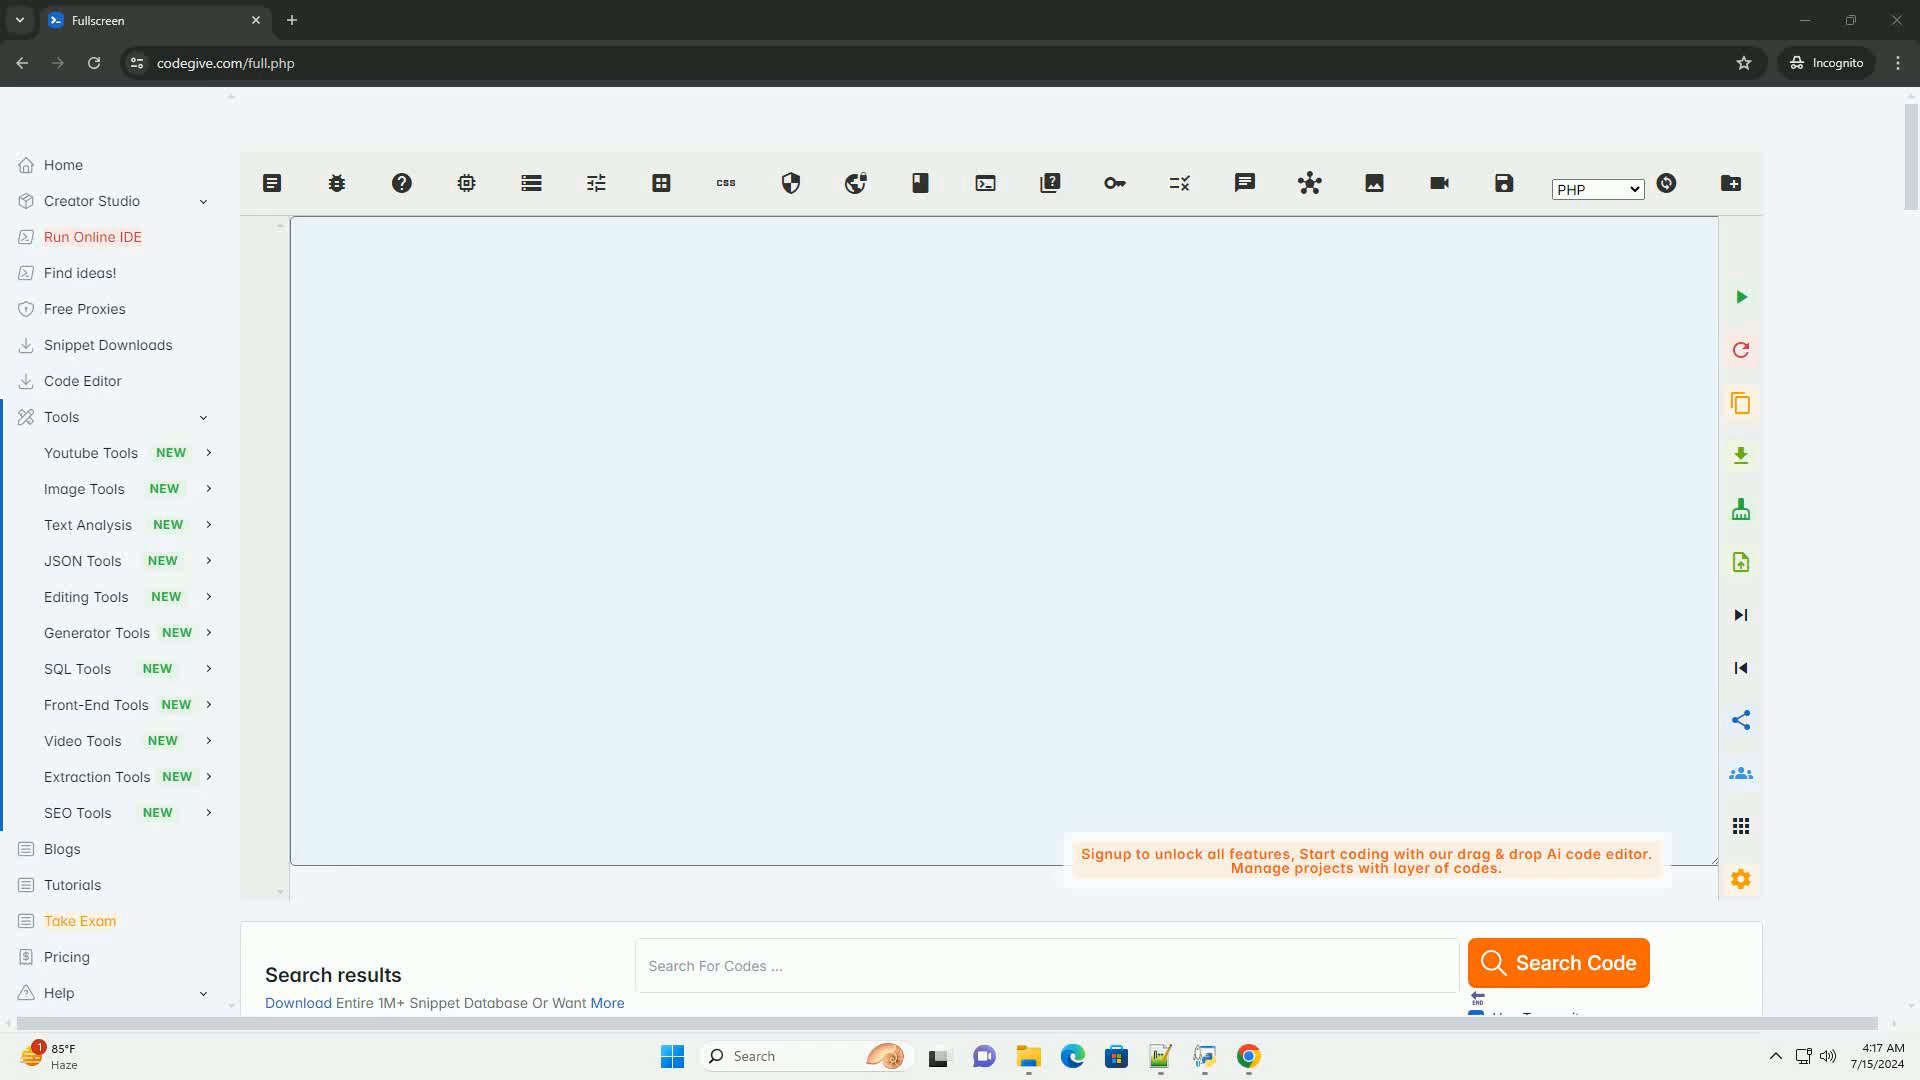 Fullscreen
codegive.com/full.php
Incognito
Home
Creator Studio
Run Online IDE
Find ideas!
Free Proxies
Snippet Downloads
Code Editor
Tools
Youtube Tools NEW
Image Tools NEW
Text Analysis NEW
JSON Tools NEW
Editing Tools NEW
Generator Tools NEW
SQL Tools NEW
Front-End Tools NEW
Video Tools NEW
Extraction Tools NEW
SEO Tools NEW
Blogs
Tutorials
Take Exam
Pricing
Help
CSS
PHP
Signup to unlock all features, Start coding with our drag & drop Ai code editor.
Manage projects with layer of codes.
Search results
Download Entire 1M+ Snippet Database Or Want More
Search For Codes ...
Search Code
END
1
85°F
Haze
Search
4:17 AM
7/15/2024